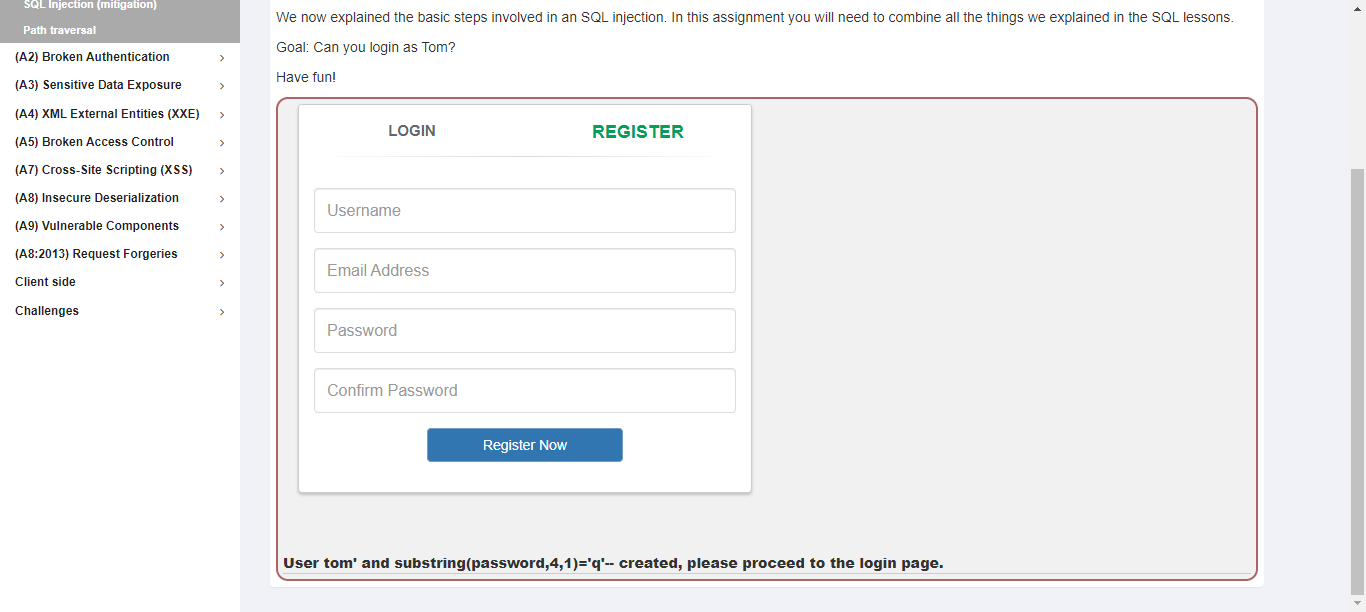 SQL Injection (mitigation)
Path traversal
(A2) Broken Authentication
(A3) Sensitive Data Exposure
(A4) XML External Entities (XXE)
(A5) Broken Access Control
(A7) Cross-Site Scripting (XSS)
(A8) Insecure Deserialization
(A9) Vulnerable Components
(A8:2013) Request Forgeries
Client side
Challenges
We now explained the basic steps involved in an SQL injection. In this assignment you will need to combine all the things we explained in the SQL lessons.
Goal: Can you login as Tom?
Have fun!
LOGIN REGISTER
Username
Email Address
Password
Confirm Password
Register Now
User tom' and substring(password,4,1)='q'-- created, please proceed to the login page.